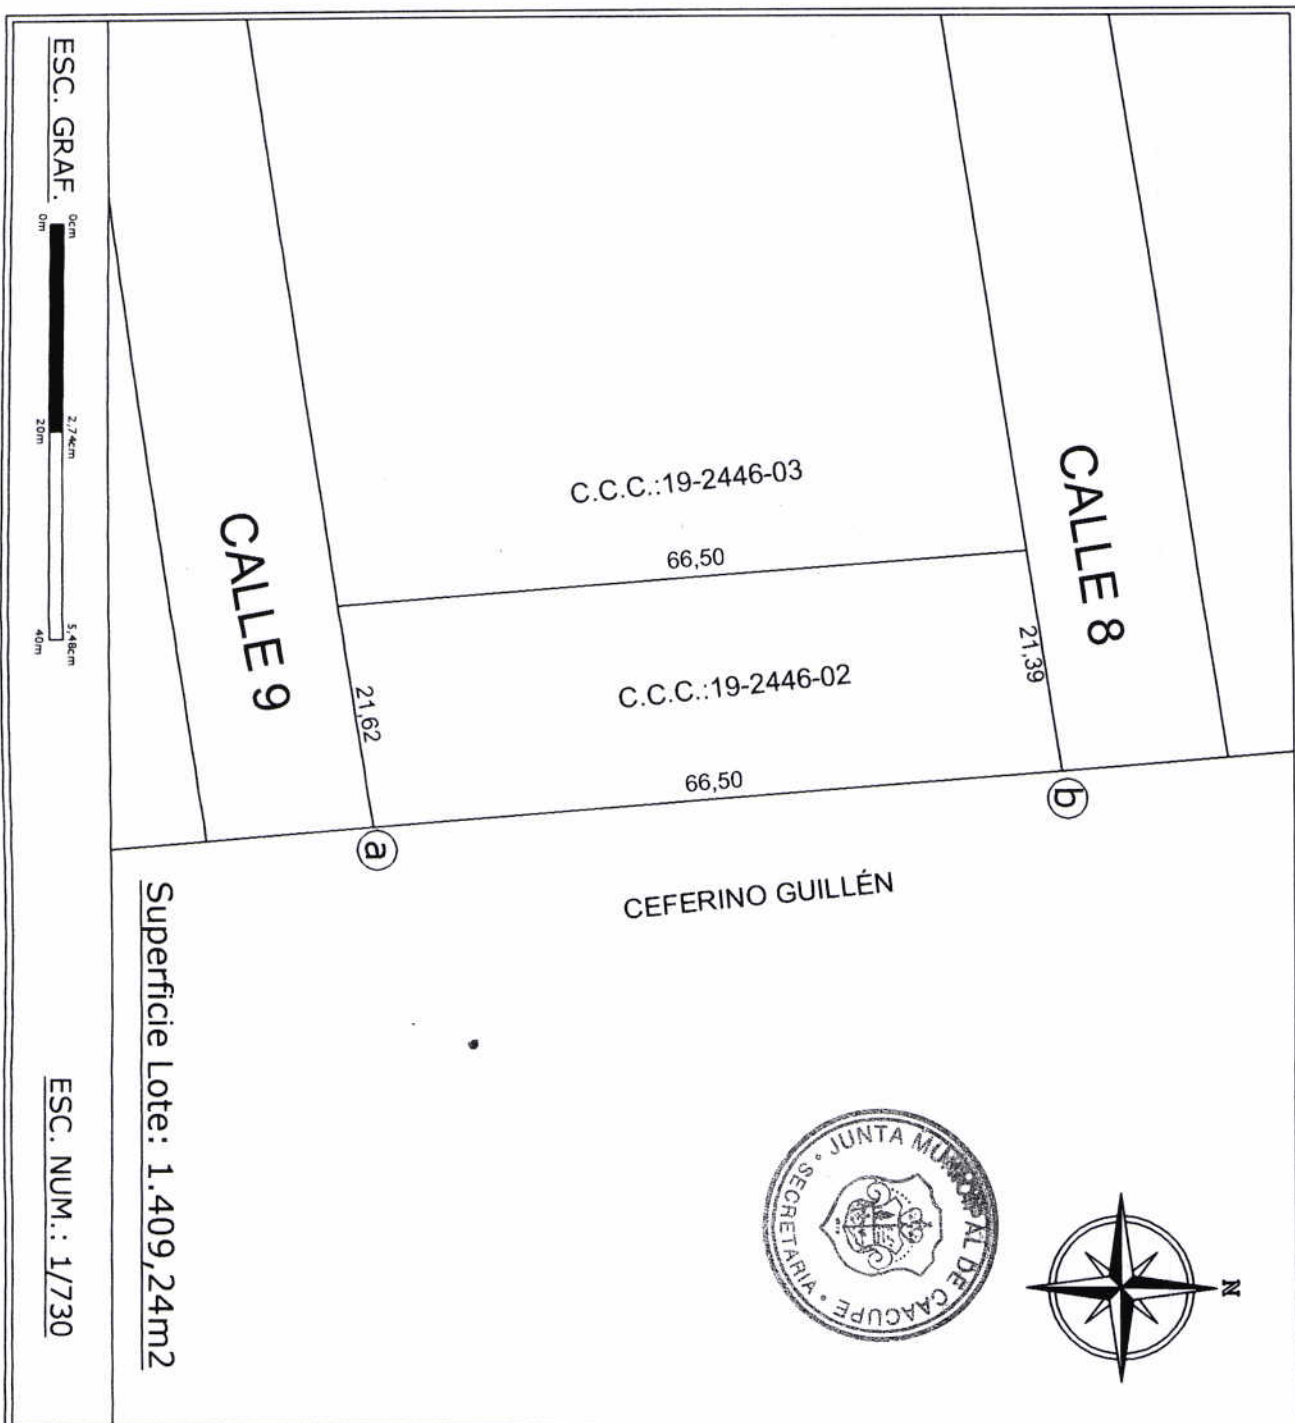 CALLE 8
21,39
C.C.C.:19-2446-03
66,50
C.C.C.:19-2446-02
66,50
b
CEFERINO GUILLÉN
N
CALLE 9
21,62
a
JUNTA MUNICIPAL DE CAACUPE
SECRETARIA
Superficie Lote: 1.409,24m2
ESC. GRAF.
0cm 2,74cm 5,48cm
0m 20m 40m
ESC. NUM.: 1/730